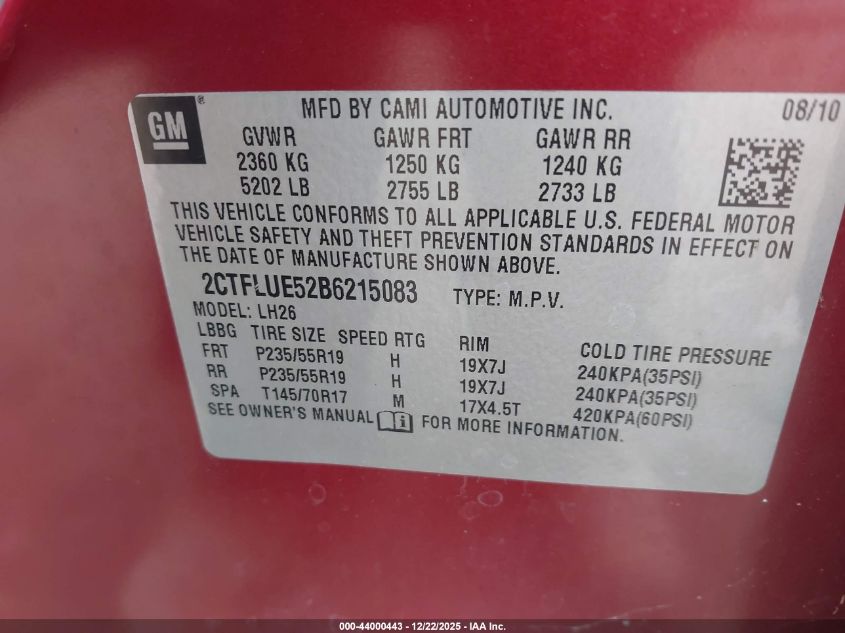 GM ®
MFD BY CAMI AUTOMOTIVE INC. 08/10
GVWR GAWR FRT GAWR RR
2360 KG 1250 KG 1240 KG
5202 LB 2755 LB 2733 LB
THIS VEHICLE CONFORMS TO ALL APPLICABLE U.S. FEDERAL MOTOR
VEHICLE SAFETY AND THEFT PREVENTION STANDARDS IN EFFECT ON
THE DATE OF MANUFACTURE SHOWN ABOVE.
2CTFLUE52B6215083 TYPE: M.P.V.
MODEL: LH26
LBBG TIRE SIZE SPEED RTG RIM COLD TIRE PRESSURE
FRT P235/55R19 H 19X7J 240KPA(35PSI)
RR P235/55R19 H 19X7J 240KPA(35PSI)
SPA T145/70R17 M 17X4.5T 420KPA(60PSI)
SEE OWNER'S MANUAL i FOR MORE INFORMATION.
000-44000443 - 12/22/2025 - IAA Inc.